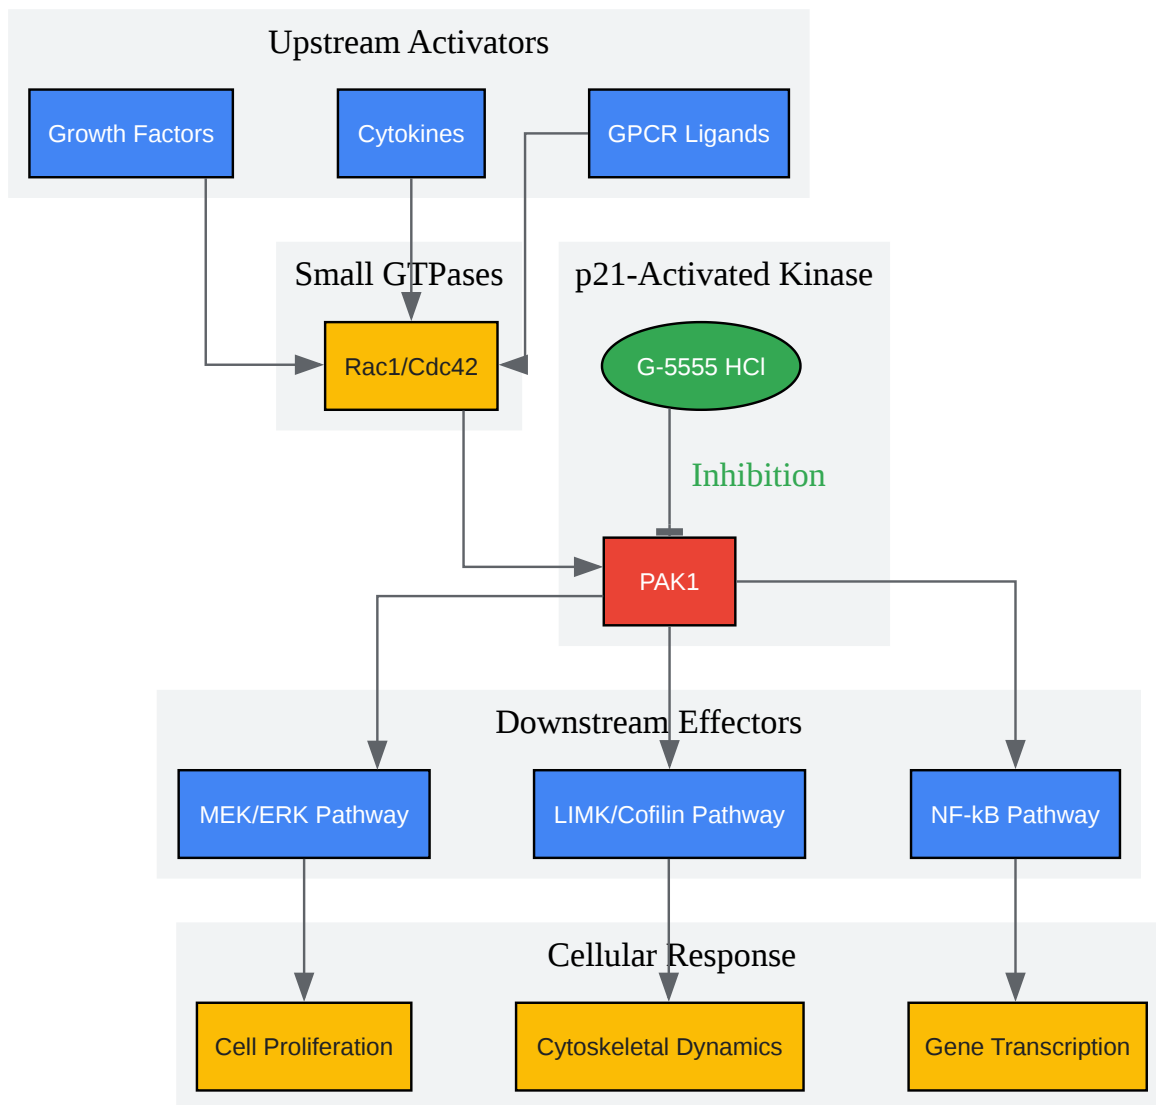 Upstream Activators
Growth Factors
Cytokines
GPCR Ligands
Small GTPases
p21-Activated Kinase
Rac1/Cdc42
G-5555 HCl
Inhibition
PAK1
Downstream Effectors
MEK/ERK Pathway
LIMK/Cofilin Pathway
NF-kB Pathway
Cellular Response
Cell Proliferation
Cytoskeletal Dynamics
Gene Transcription